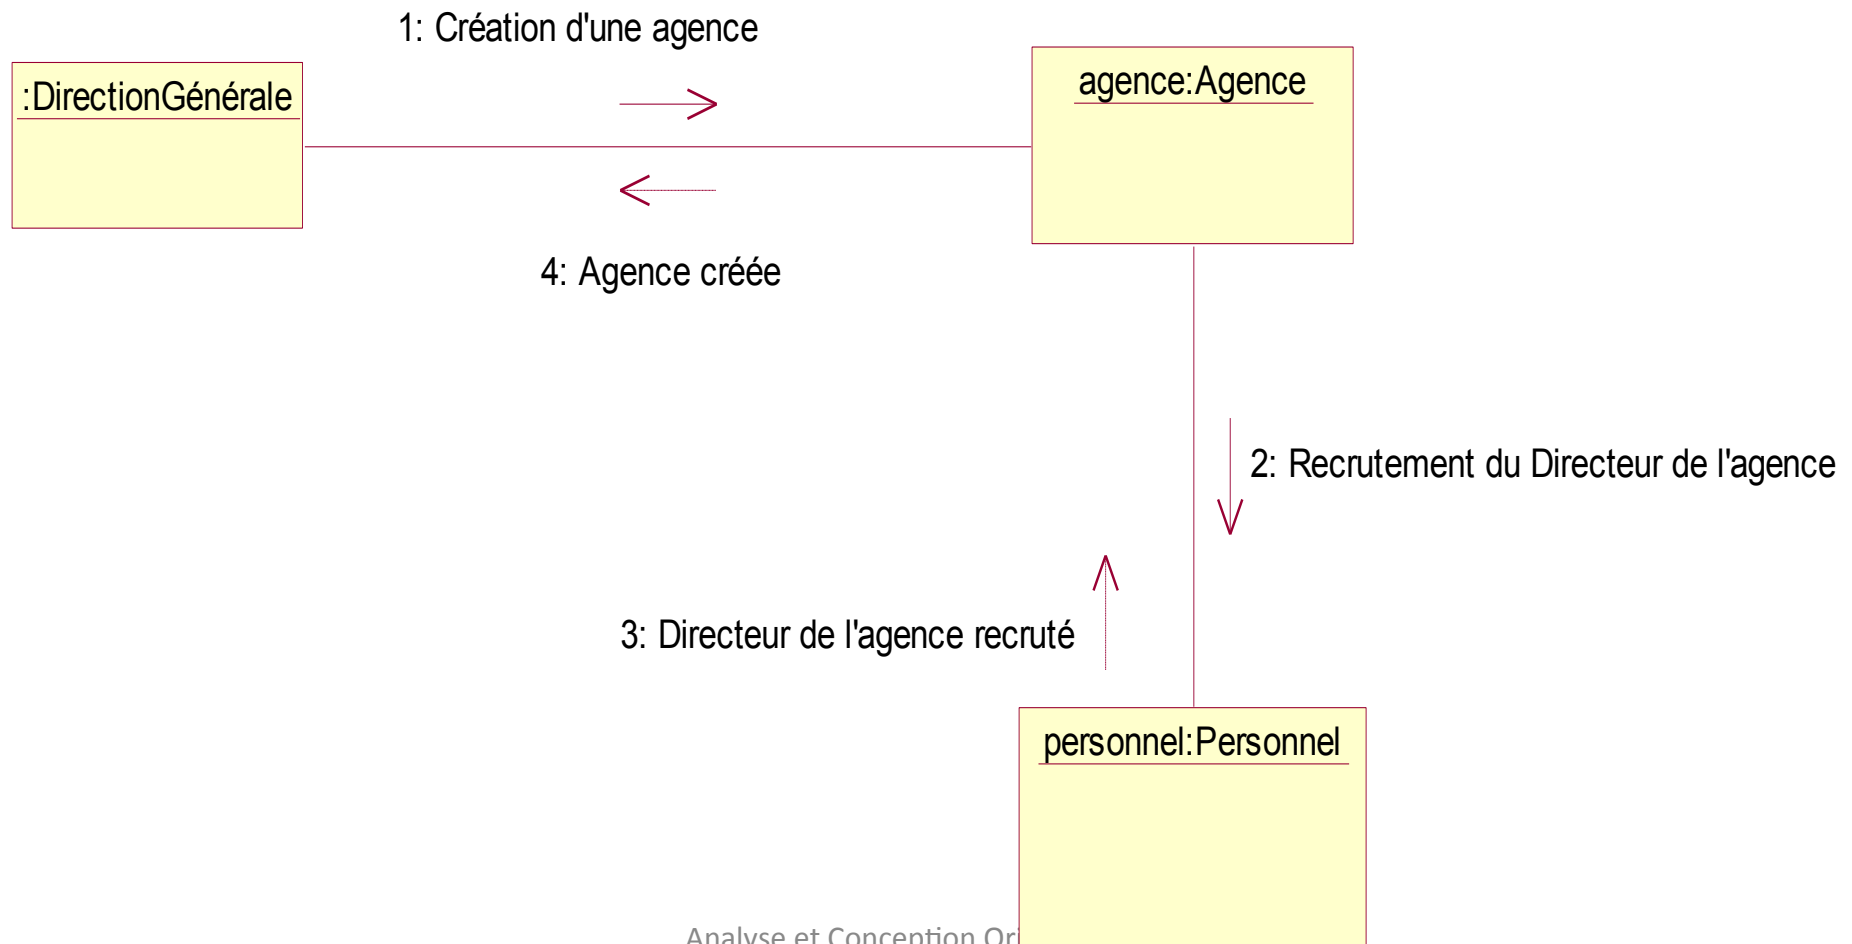 1: Création d'une agence
:DirectionGénérale
agence:Agence
4: Agence créée
2: Recrutement du Directeur de l'agence
3: Directeur de l'agence recruté
personnel:Personnel
Analyse et Conception